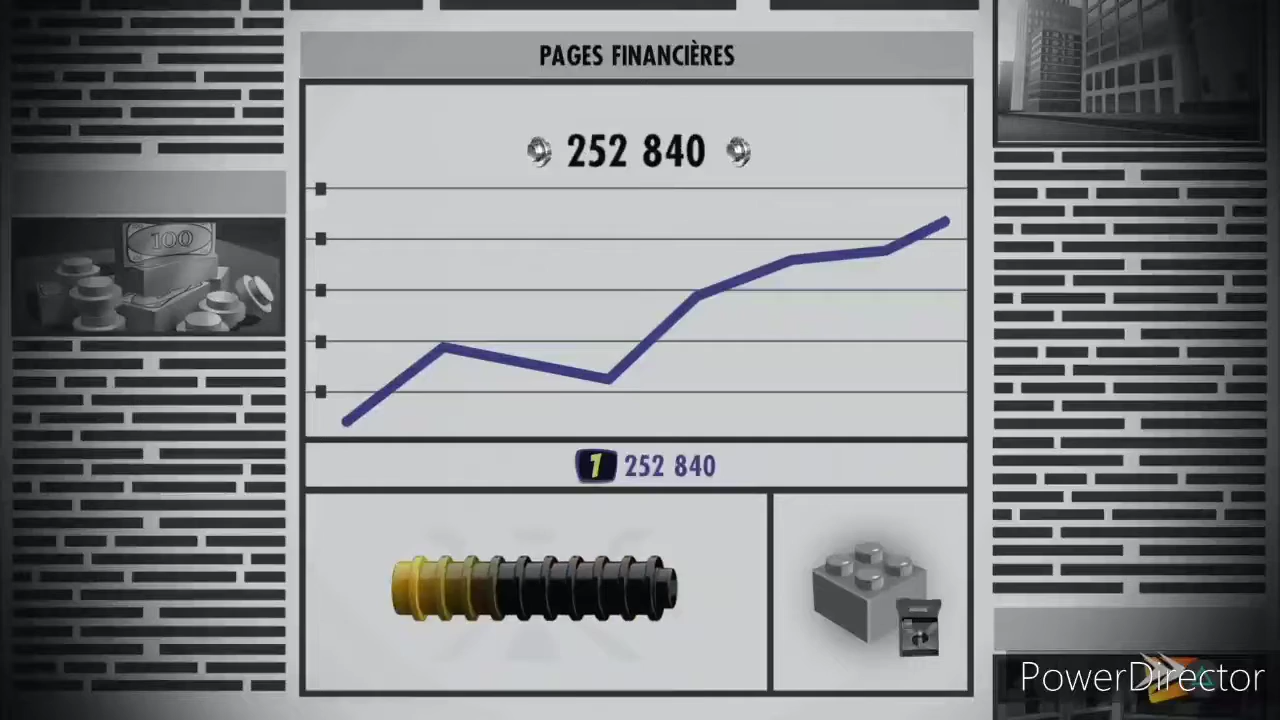 PAGES FINANCIÈRES
252 840
100
1 252 840
PowerDirector